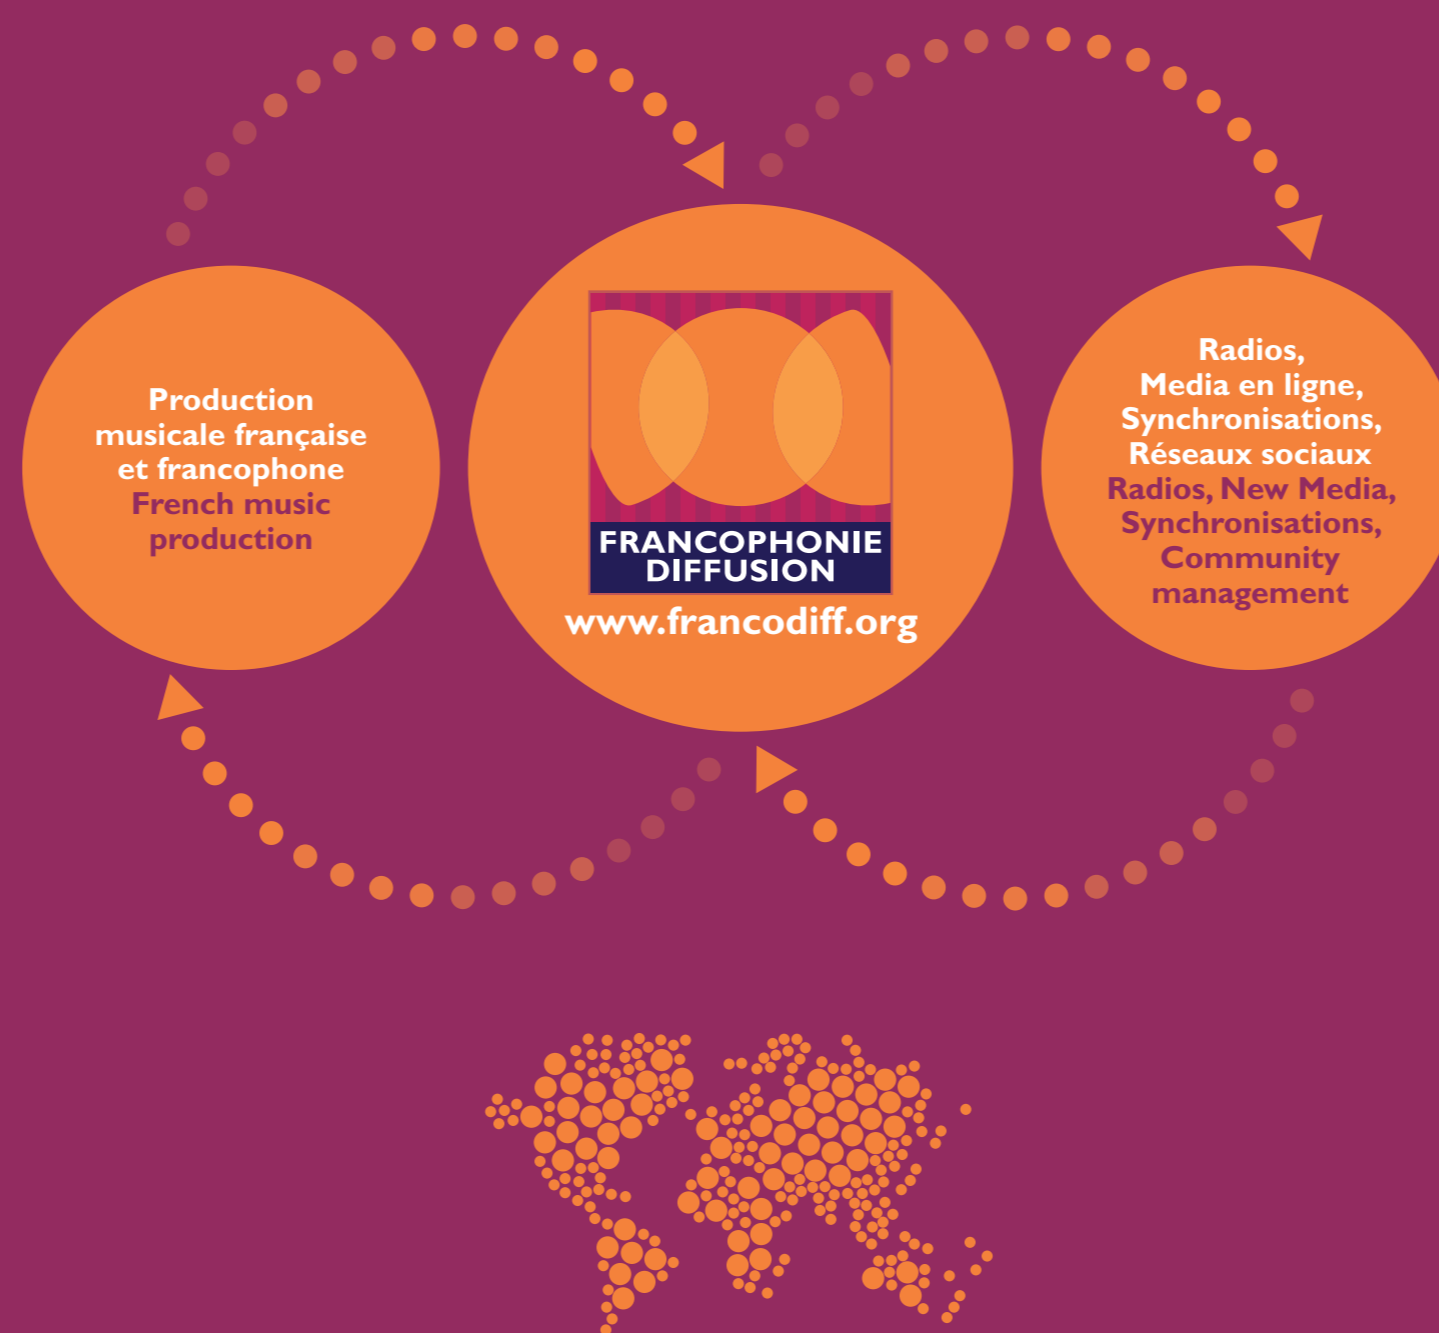 Production
musicale française
et francophone
French music
production
FRANCOPHONIE
DIFFUSION
www.francodiff.org
Radios,
Media en ligne,
Synchronisations,
Réseaux sociaux
Radios, New Media,
Synchronisations,
Community
management